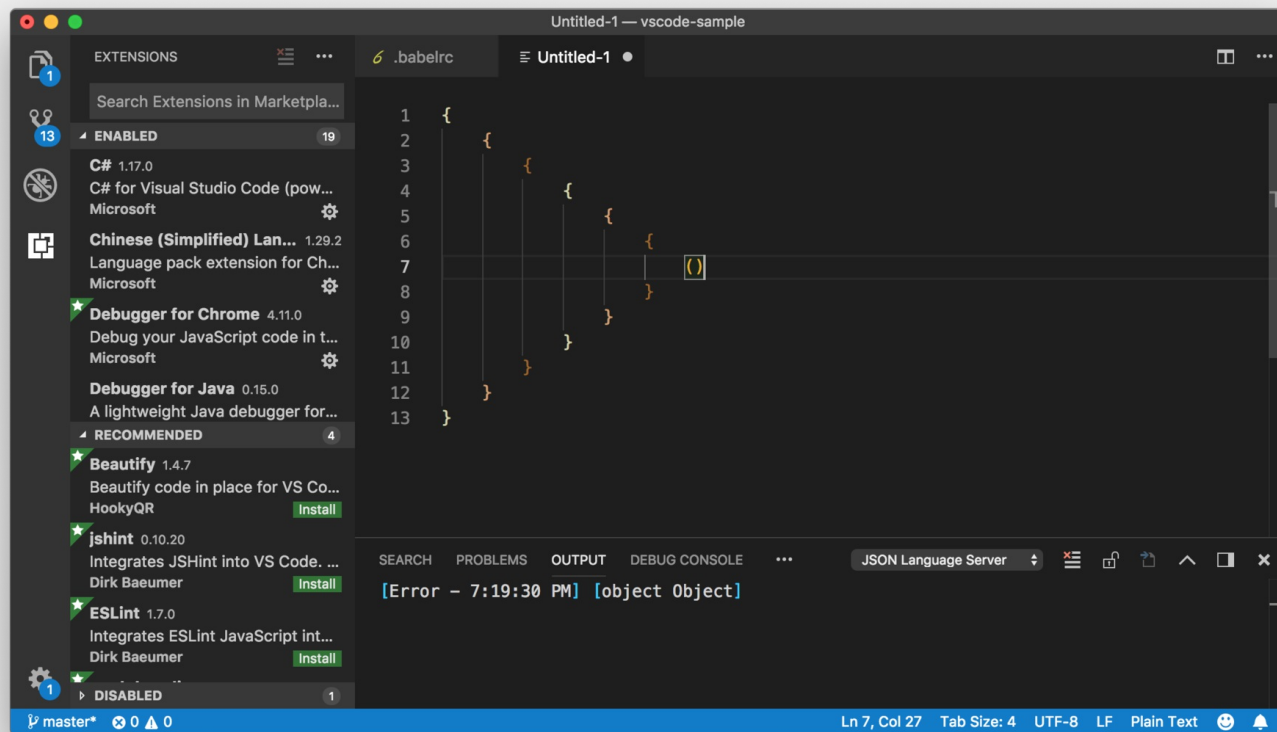 Untitled-1 — vscode-sample
EXTENSIONS
Search Extensions in Marketpla...
ENABLED 19
C# 1.17.0
C# for Visual Studio Code (pow...
Microsoft
Chinese (Simplified) Lan... 1.29.2
Language pack extension for Ch...
Microsoft
Debugger for Chrome 4.11.0
Debug your JavaScript code in t...
Microsoft
Debugger for Java 0.15.0
A lightweight Java debugger for...
RECOMMENDED 4
Beautify 1.4.7
Beautify code in place for VS Co...
HookyQR Install
jshint 0.10.20
Integrates JSHint into VS Code. ...
Dirk Baeumer Install
ESLint 1.7.0
Integrates ESLint JavaScript int...
Dirk Baeumer Install
DISABLED 1
1
13
1
.babelrc Untitled-1
1 {
2 {
3 {
4 {
5 {
6 {
7 ()
8 }
9 }
10 }
11 }
12 }
13 }
SEARCH PROBLEMS OUTPUT DEBUG CONSOLE ... JSON Language Server
[Error – 7:19:30 PM] [object Object]
master* 0 0 Ln 7, Col 27 Tab Size: 4 UTF-8 LF Plain Text